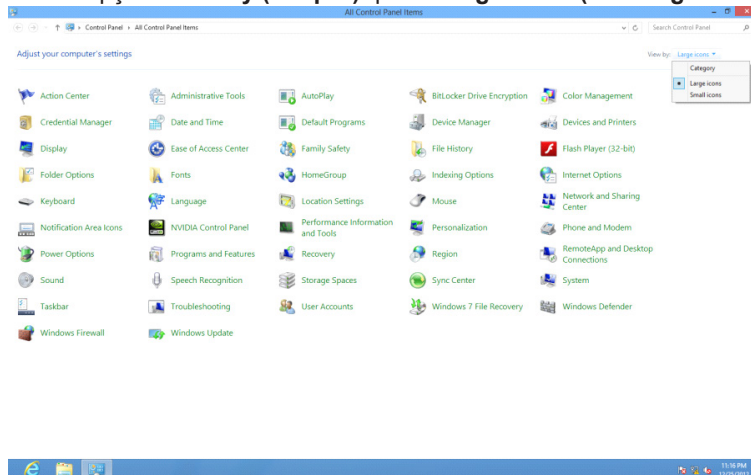 All Control Panel Items
Control Panel ▸ All Control Panel Items
Search Control Panel
Adjust your computer's settings
View by: Large icons
Category
Large icons
Small icons
Action Center
Administrative Tools
AutoPlay
BitLocker Drive Encryption
Color Management
Credential Manager
Date and Time
Default Programs
Device Manager
Devices and Printers
Display
Ease of Access Center
Family Safety
File History
Flash Player (32-bit)
Folder Options
Fonts
HomeGroup
Indexing Options
Internet Options
Keyboard
Language
Location Settings
Mouse
Network and Sharing
Center
Notification Area Icons
NVIDIA Control Panel
Performance Information
and Tools
Personalization
Phone and Modem
Power Options
Programs and Features
Recovery
Region
RemoteApp and Desktop
Connections
Sound
Speech Recognition
Storage Spaces
Sync Center
System
Taskbar
Troubleshooting
User Accounts
Windows 7 File Recovery
Windows Defender
Windows Firewall
Windows Update
11:16 PM